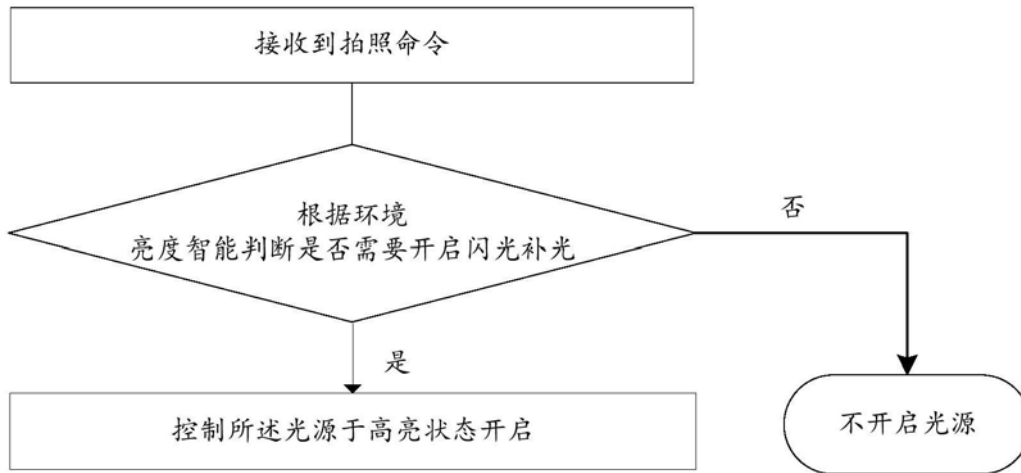 接收到拍照命令
根据环境
亮度智能判断是否需要开启闪光补光
否
是
控制所述光源于高亮状态开启
不开启光源